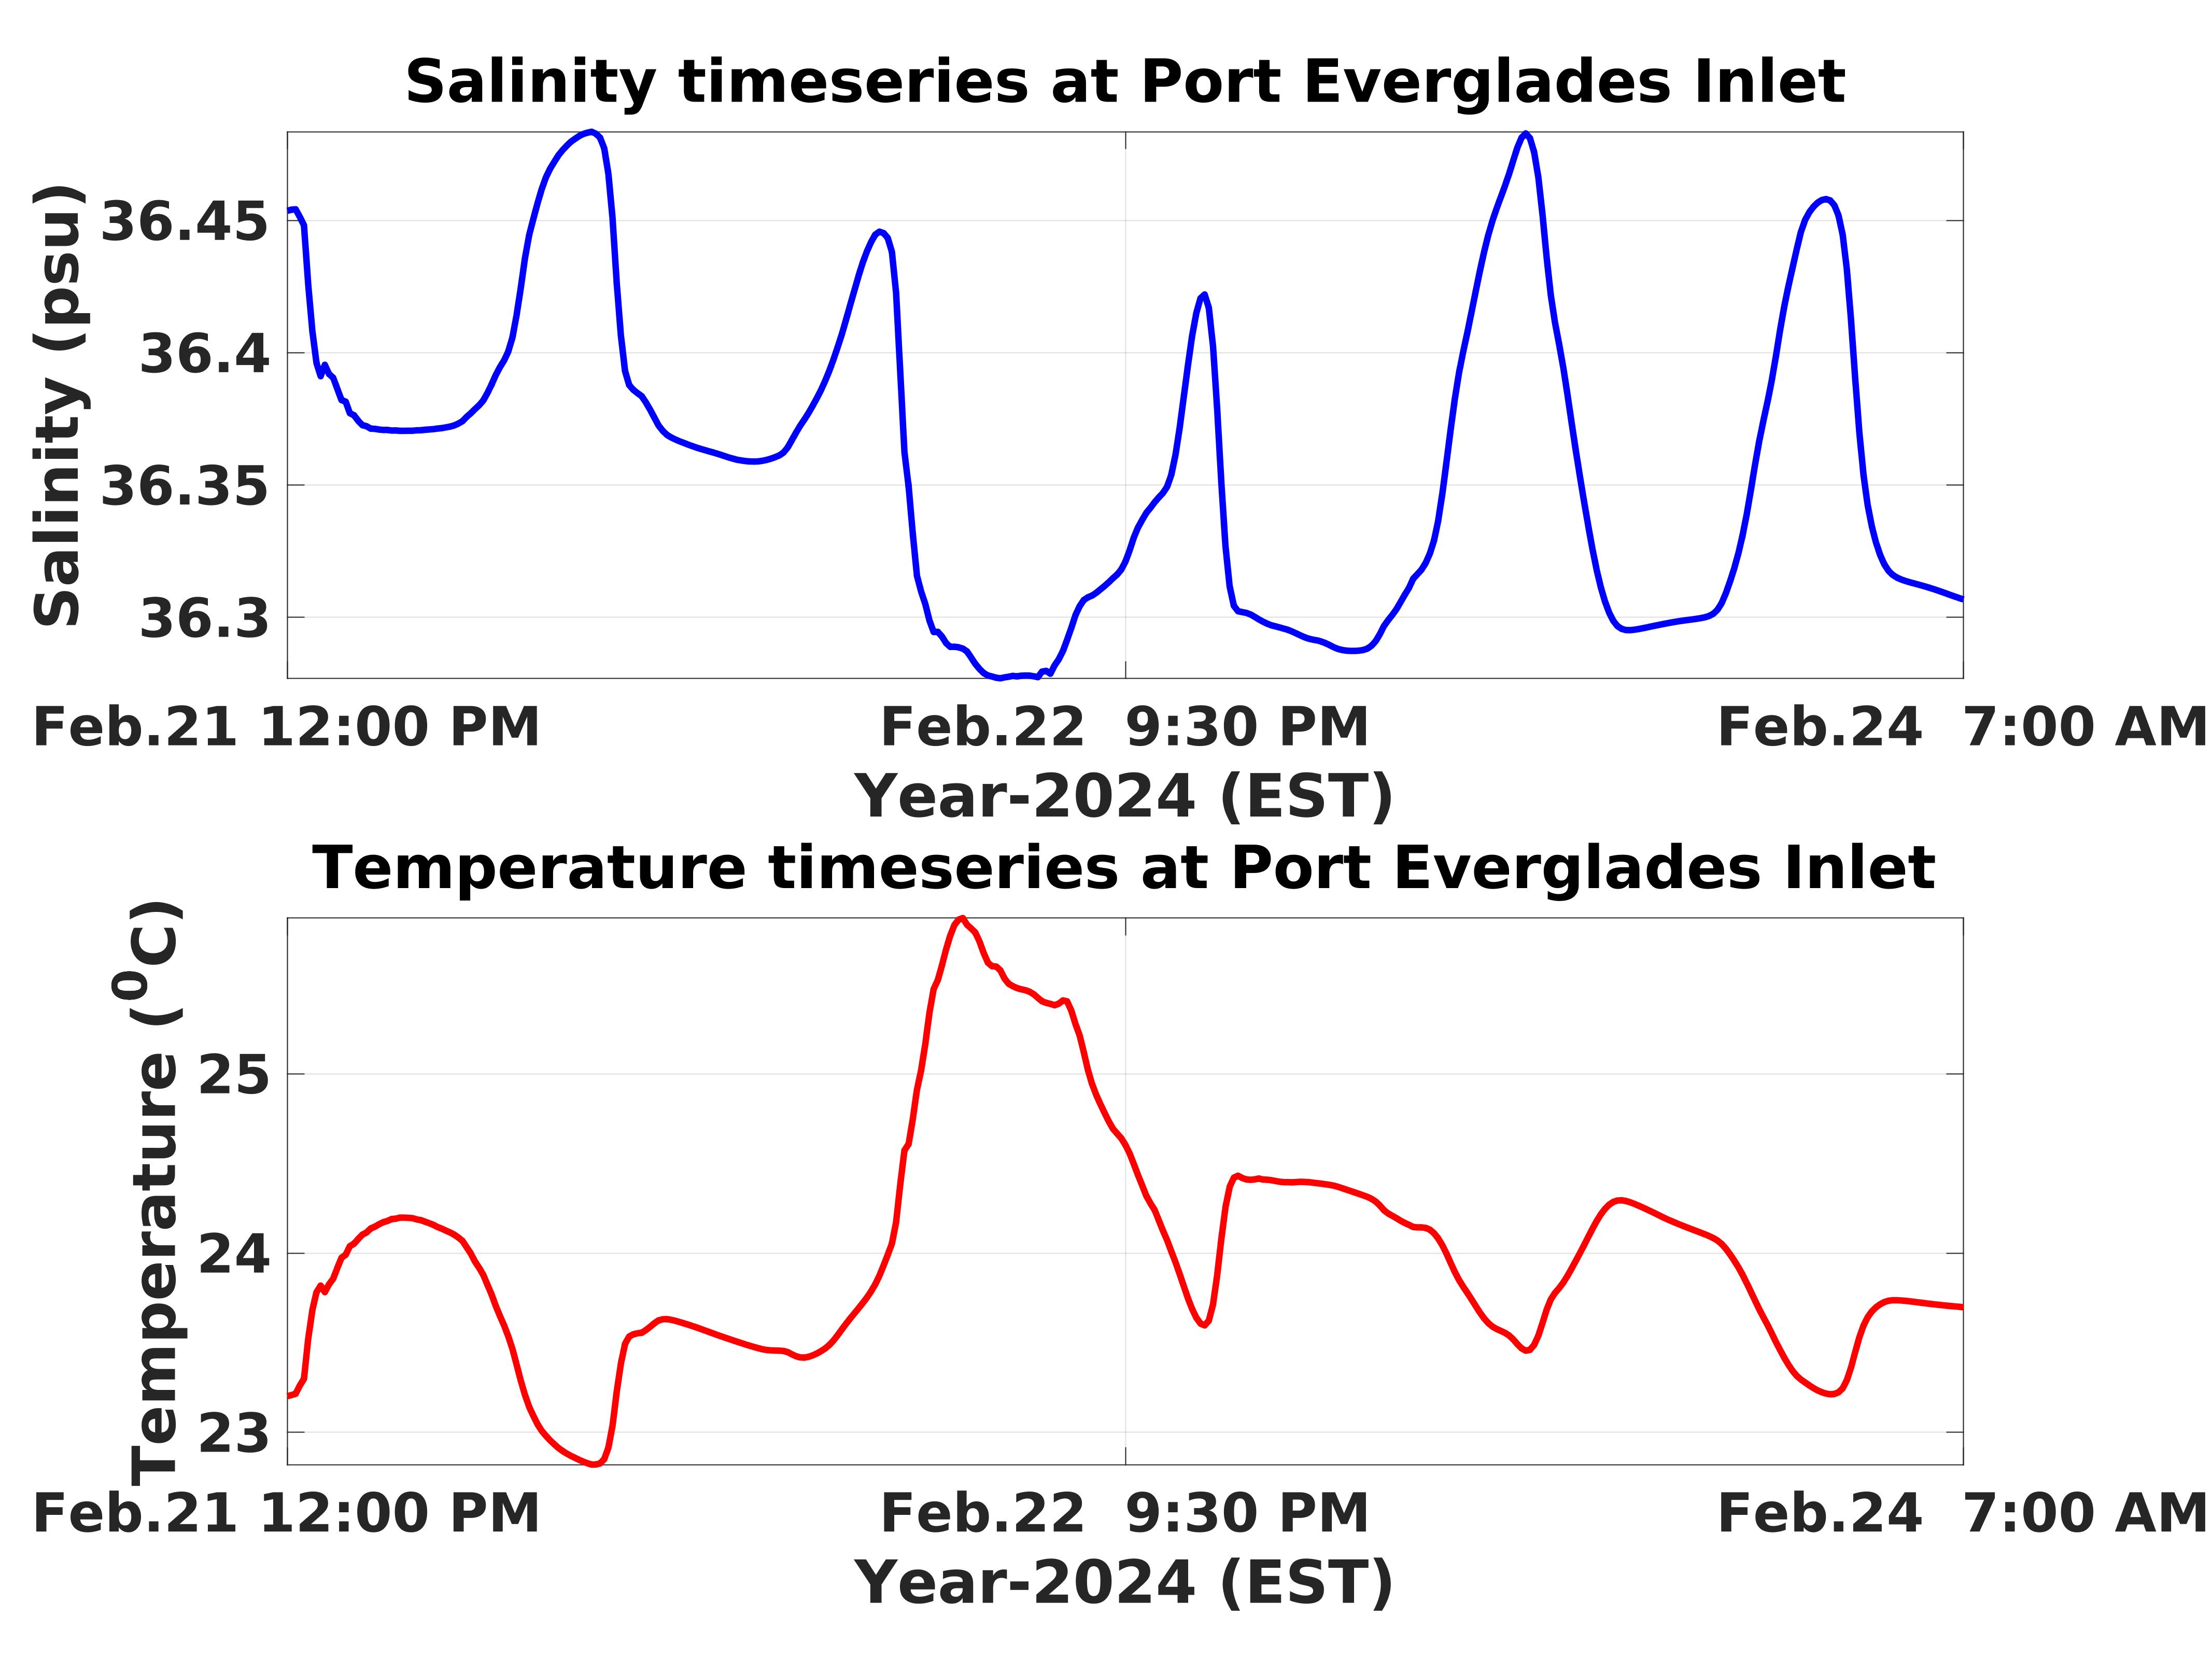 Salinity timeseries at Port Everglades Inlet
Salinity (psu)
36.45
36.4
36.35
36.3
Feb.21 12:00 PM Feb.22 9:30 PM Feb.24 7:00 AM
Year-2024 (EST)
Temperature timeseries at Port Everglades Inlet
Temperature (⁰C)
25
24
23
Feb.21 12:00 PM Feb.22 9:30 PM Feb.24 7:00 AM
Year-2024 (EST)